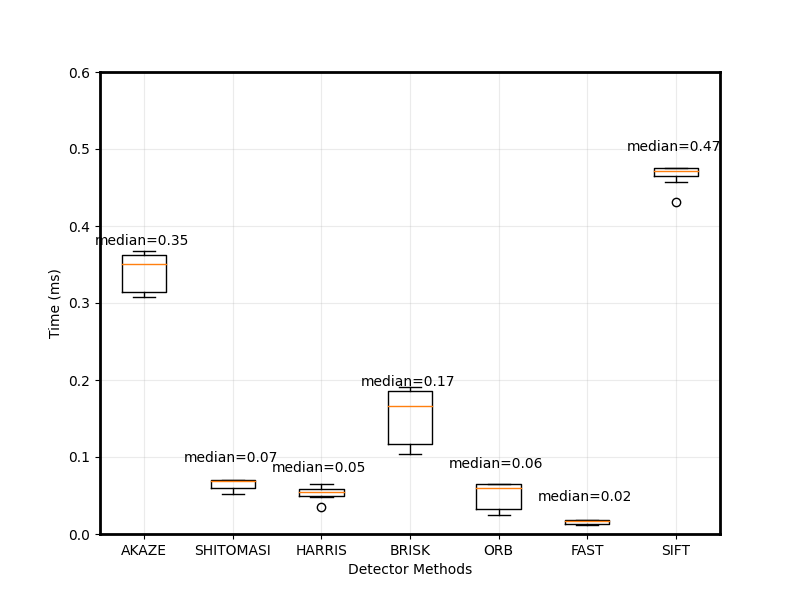 0.6
0.5
median=0.47
0.4
median=0.35
0.3
Time (ms)
0.2
median=0.17
0.1
median=0.07
median=0.05
median=0.06
median=0.02
0.0
AKAZE SHITOMASI HARRIS BRISK ORB FAST SIFT
Detector Methods